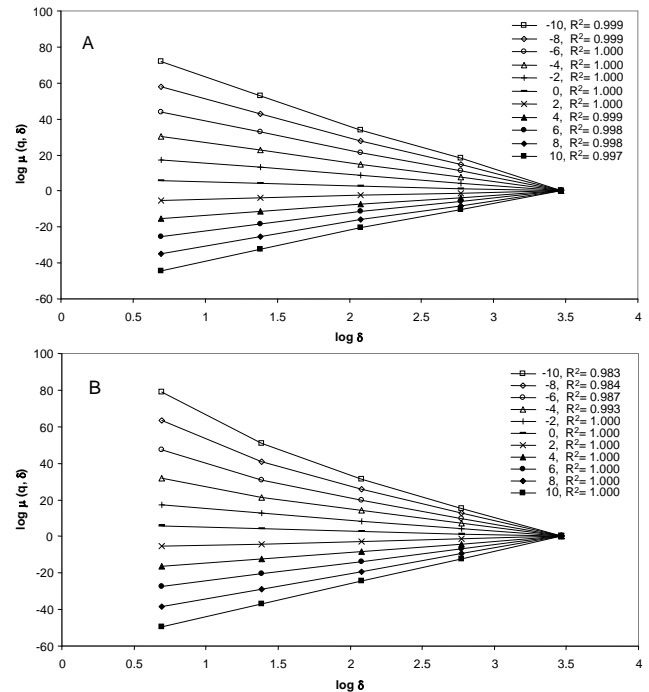 A
-10, R²= 0.999
-8, R²= 0.999
-6, R²= 1.000
-4, R²= 1.000
-2, R²= 1.000
0, R²= 1.000
2, R²= 1.000
4, R²= 0.999
6, R²= 0.998
8, R²= 0.998
10, R²= 0.997
100
80
60
40
20
0
-20
-40
-60
log μ (q, δ)
0 0.5 1 1.5 2 2.5 3 3.5 4
log δ
B
-10, R²= 0.983
-8, R²= 0.984
-6, R²= 0.987
-4, R²= 0.993
-2, R²= 1.000
0, R²= 1.000
2, R²= 1.000
4, R²= 1.000
6, R²= 1.000
8, R²= 1.000
10, R²= 1.000
100
80
60
40
20
0
-20
-40
-60
log μ (q, δ)
0 0.5 1 1.5 2 2.5 3 3.5 4
log δ